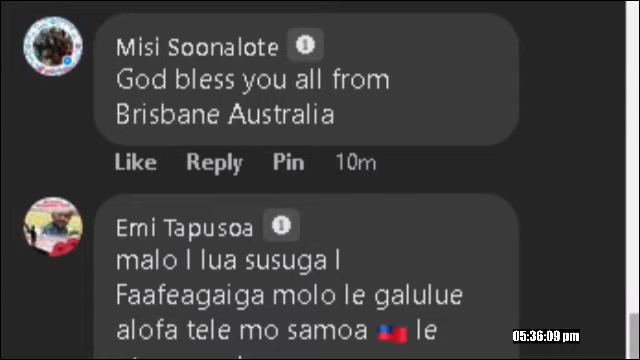 Misi Soonalote
God bless you all from
Brisbane Australia
Like Reply Pin 10m
Emi Tapusoa
malo l lua susuga l
Faafeagaiga molo le galulue
alofa tele mo samoa 🇼🇸 le
05:36:09 pm